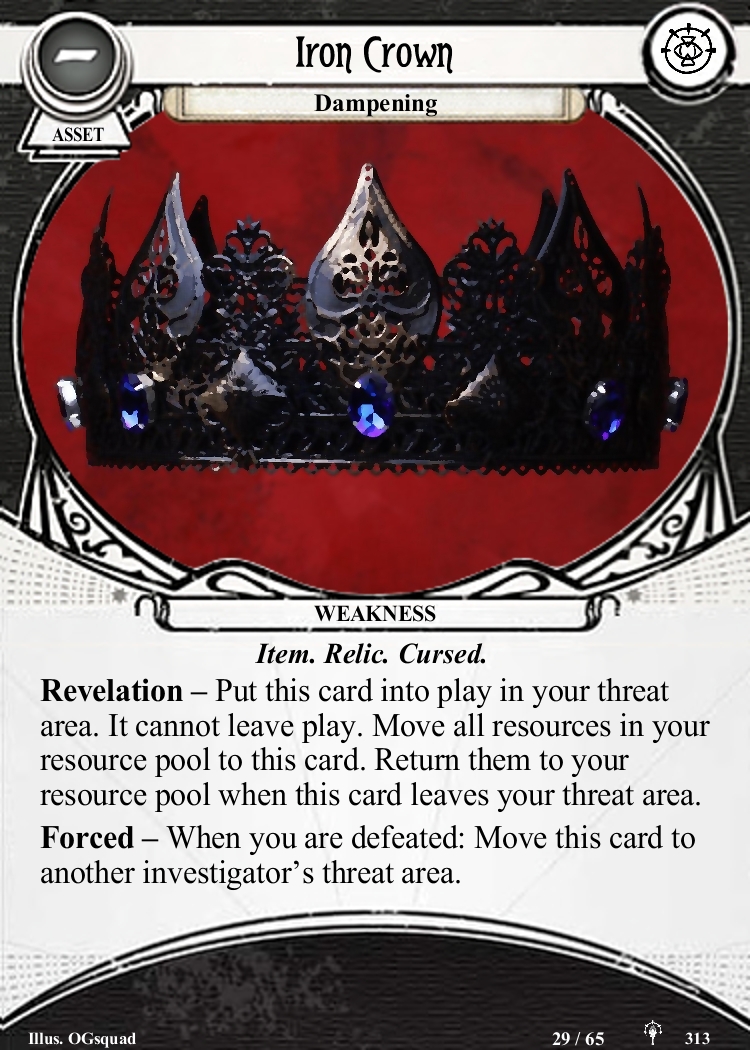 Iron Crown
Dampening
ASSET
WEAKNESS
Item. Relic. Cursed.
Revelation – Put this card into play in your threat
area. It cannot leave play. Move all resources in your
resource pool to this card. Return them to your
resource pool when this card leaves your threat area.
Forced – When you are defeated: Move this card to
another investigator’s threat area.
Illus. OGsquad
29 / 65
313